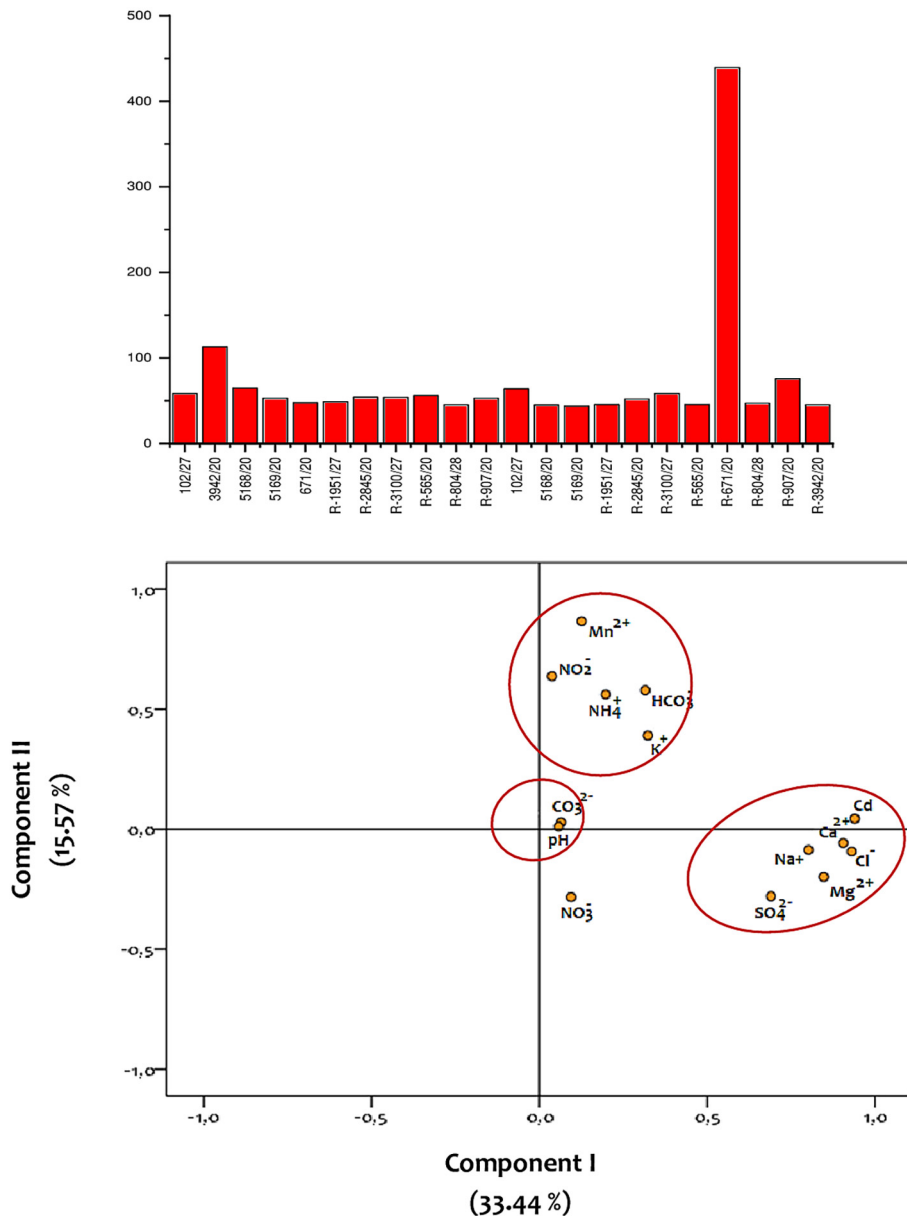 500
400
300
200
100
0
102/27
3942/20
5168/20
5169/20
671/20
R-1951/27
R-2845/20
R-3100/27
R-565/20
R-804/28
R-907/20
102/27
5168/20
5169/20
R-1951/27
R-2845/20
R-3100/27
R-565/20
R-671/20
R-804/28
R-907/20
R-3942/20
Component II
(15.57 %)
1,0
0,5
0,0
-0,5
-1,0
Mn²⁺
NO₂⁻
NH₄⁺
HCO₃⁻
K⁺
CO₃²⁻
pH
NO₃⁻
Cd
Ca²⁺
Na+
Cl⁻
Mg²⁺
SO₄²⁻
-1,0
-0,5
0,0
0,5
1,0
Component I
(33.44 %)